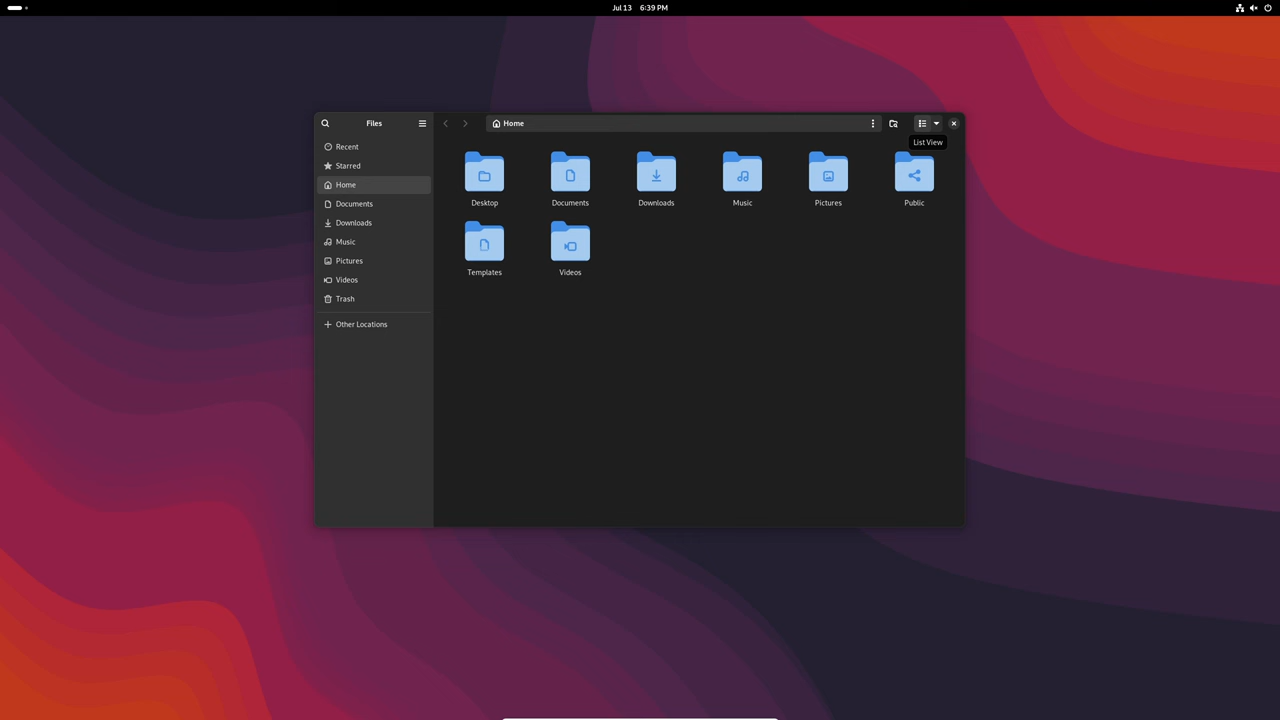 Jul 13 6:39 PM
Files
Home
List View
Recent
Starred
Home
Documents
Downloads
Music
Pictures
Videos
Trash
Other Locations
Desktop
Documents
Downloads
Music
Pictures
Public
Templates
Videos